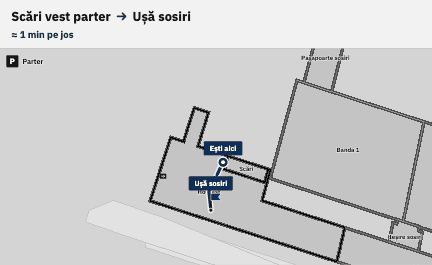 Scări vest parter → Ușă sosiri
≈ 1 min pe jos
P Parter
Pașapoarte sosiri
Ești aici
Banda 1
Scări
Ușă sosiri
Ieșire sosiri